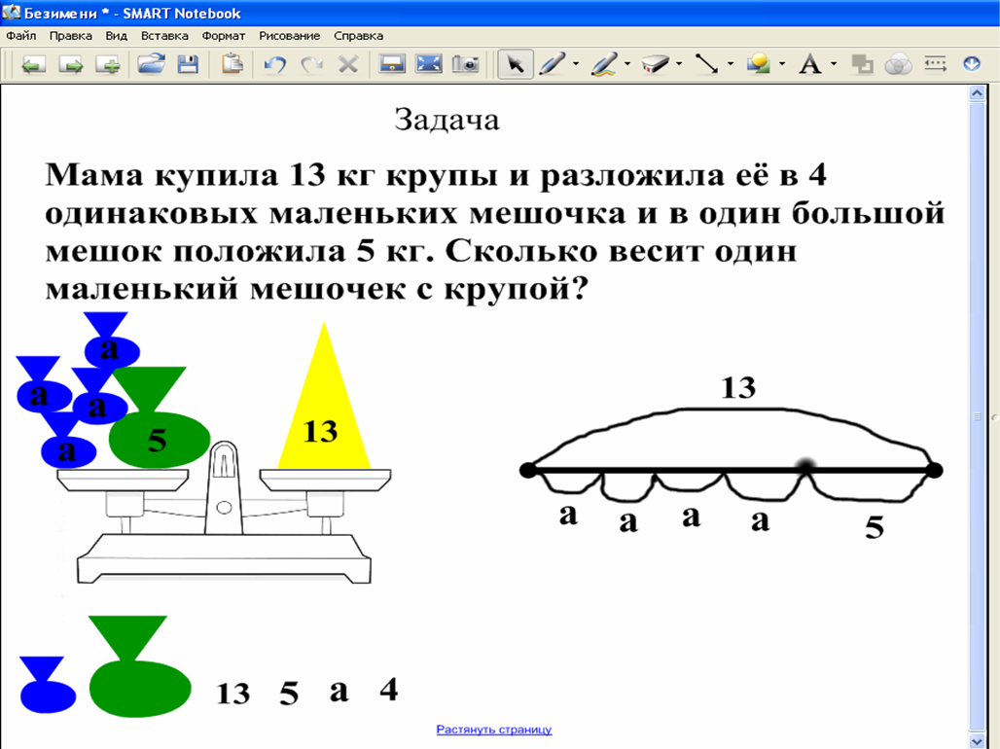 Безимени * - SMART Notebook
Файл Правка Вид Вставка Формат Рисование Справка
A
Задача
Мама купила 13 кг крупы и разложила её в 4
одинаковых маленьких мешочка и в один большой
мешок положила 5 кг. Сколько весит один
маленький мешочек с крупой?
а
а
а
а
5
13
13
а а а а 5
13 5 а 4
Растянуть страницу